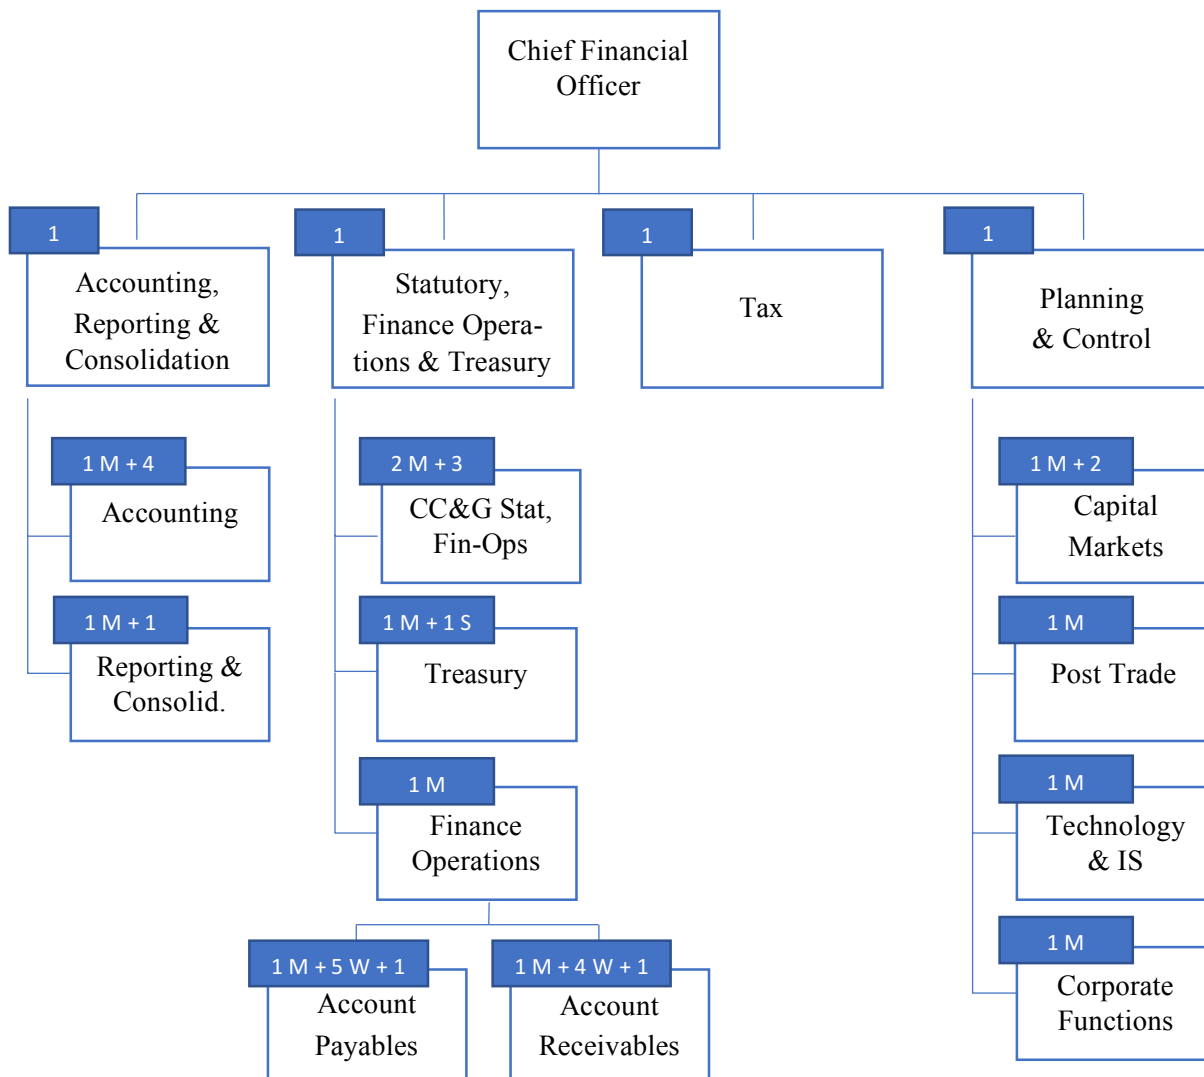 Chief Financial
Officer
1
Accounting,
Reporting &
Consolidation
1
Statutory,
Finance Opera-
tions & Treasury
1
Tax
1
Planning
& Control
1 M + 4
Accounting
1 M + 1
Reporting &
Consolid.
2 M + 3
CC&G Stat,
Fin-Ops
1 M + 1 S
Treasury
1 M
Finance
Operations
1 M + 5 W + 1
Account
Payables
1 M + 4 W + 1
Account
Receivables
1 M + 2
Capital
Markets
1 M
Post Trade
1 M
Technology
& IS
1 M
Corporate
Functions